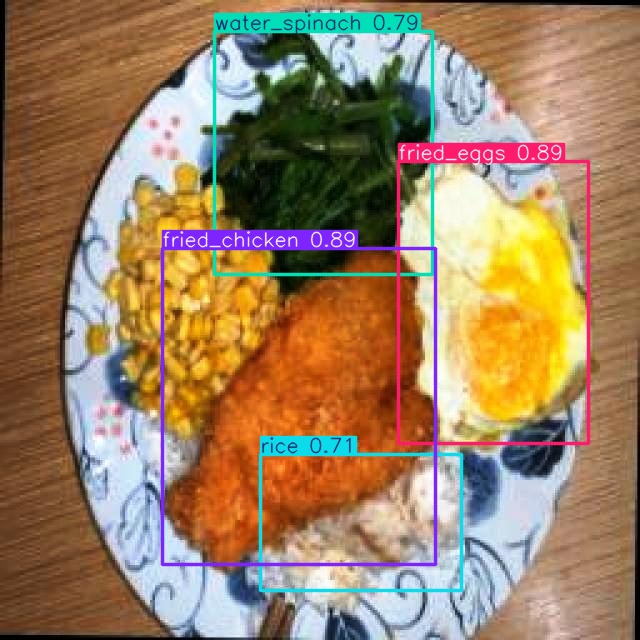 water_spinach 0.79
fried_eggs 0.89
fried_chicken 0.89
rice 0.71